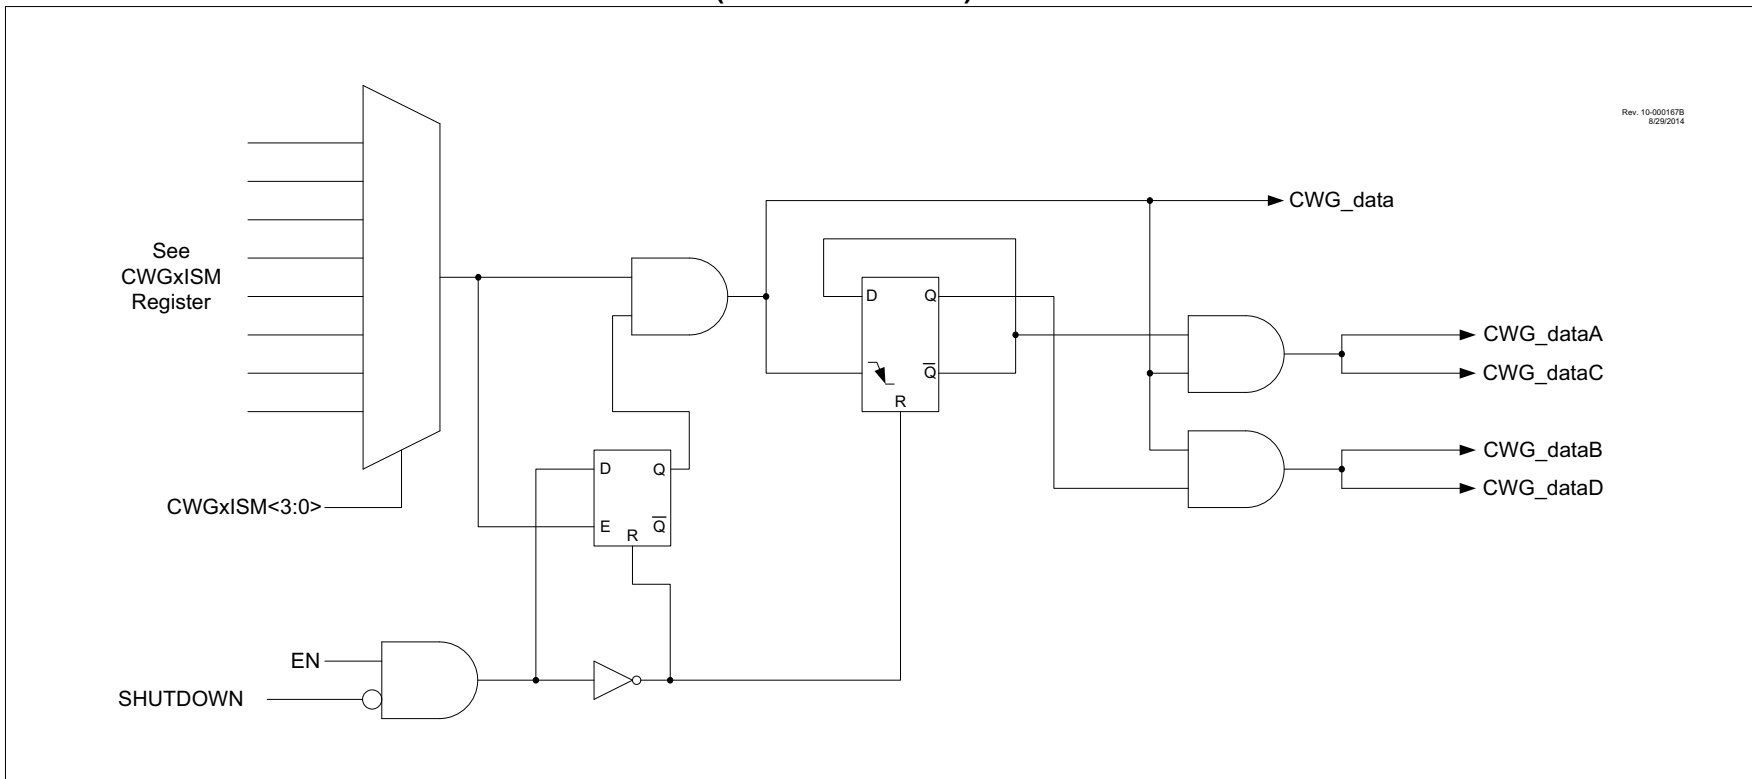 Rev. 10-000167B
8/29/2014
CWG_data
See
CWGxISM
Register
D
Q
Q
R
CWG_dataA
CWG_dataC
CWG_dataB
CWG_dataD
D
Q
E
Q
R
CWGxISM<3:0>
EN
SHUTDOWN